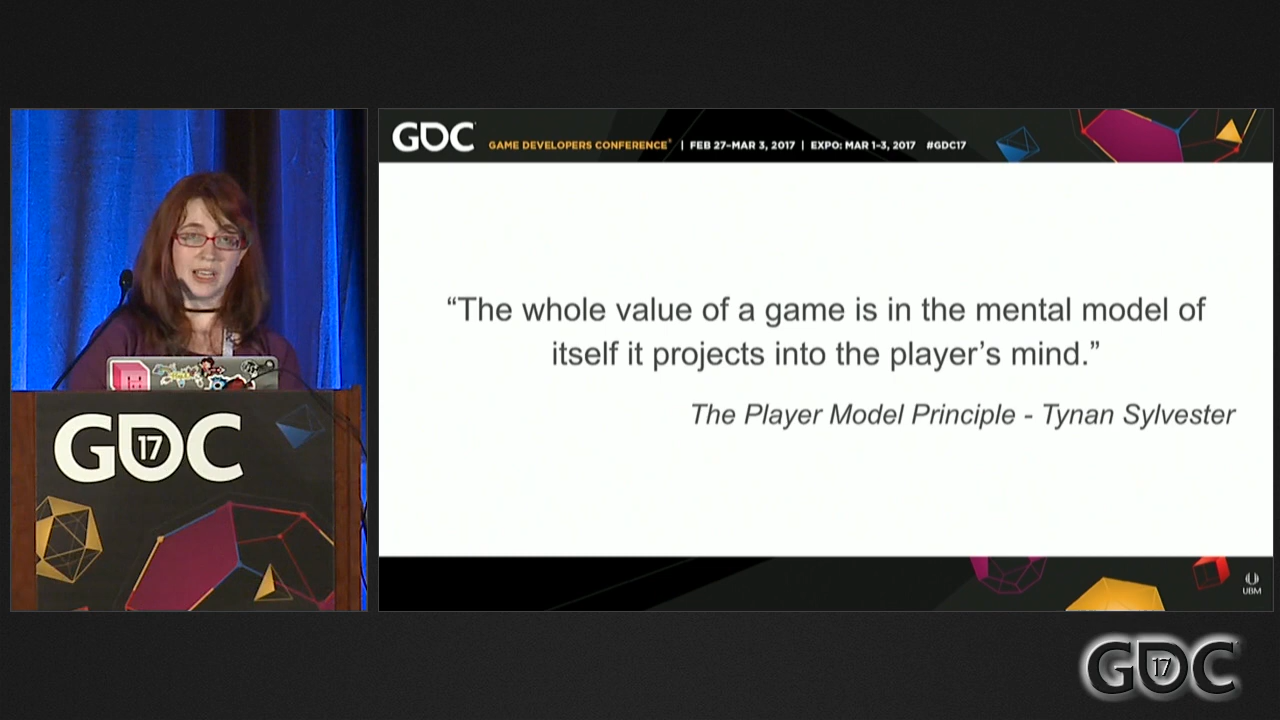 GDC
GAME DEVELOPERS CONFERENCE® | FEB 27–MAR 3, 2017 | EXPO: MAR 1–3, 2017 #GDC17
“The whole value of a game is in the mental model of
itself it projects into the player’s mind.”
The Player Model Principle - Tynan Sylvester
GDC
17
UBM
GDC
17